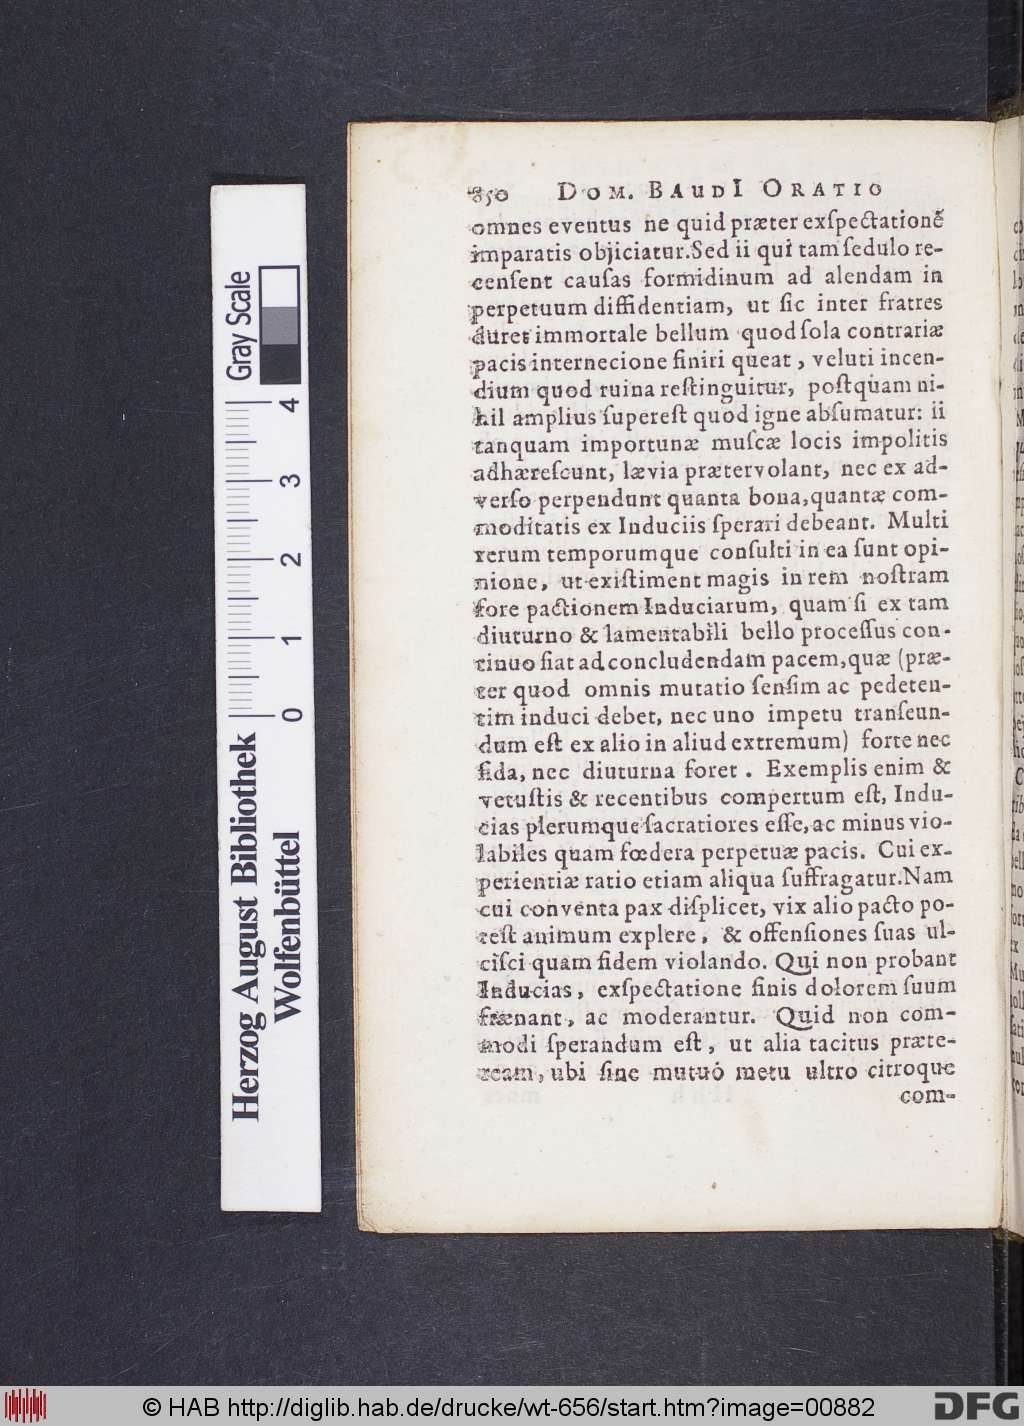 850 DOM. BAUDI ORATIO
omnes eventus ne quid præter exſpectationē
imparatis objiciatur. Sed ii qui tam ſedulo re-
cenſent cauſas formidinum ad alendam in
perpetuum diffidentiam, ut ſic inter fratres
duret immortale bellum quod ſola contrariæ
pacis internecione finiri queat, veluti incen-
dium quod ruina reſtinguitur, poſtquam ni-
hil amplius ſupereſt quod igne abſumatur: ii
tanquam importunæ muſcæ locis impolitis
adhæreſcunt, lævia prætervolant, nec ex ad-
verſo perpendunt quanta bona, quantæ com-
moditatis ex Induciis ſperari debeant. Multi
rerum temporumque conſulti in ea ſunt opi-
nione, ut exiſtiment magis in rem noſtram
fore pactionem Induciarum, quam ſi ex tam
diuturno & lamentabili bello proceſſus con-
tinuo fiat ad concludendam pacem, quæ (præ-
ter quod omnis mutatio ſenſim ac pedeten-
tim induci debet, nec uno impetu tranſeun-
dum eſt ex alio in aliud extremum) forte nec
fida, nec diuturna foret. Exemplis enim &
vetuſtis & recentibus compertum eſt, Indu-
cias plerumque ſacratiores eſſe, ac minus vio-
labiles quam fœdera perpetuæ pacis. Cui ex-
perientiæ ratio etiam aliqua ſuffragatur. Nam
cui conventa pax diſplicet, vix alio pacto po-
teſt animum explere, & offenſiones ſuas ul-
ciſci quam fidem violando. Qui non probant
Inducias, exſpectatione finis dolorem ſuum
frænant, ac moderantur. Quid non com-
modi ſperandum eſt, ut alia tacitus præte-
ream, ubi ſine mutuó metu ultro citroque
com-
Gray Scale
0 1 2 3 4
Herzog August Bibliothek
Wolfenbüttel
© HAB http://diglib.hab.de/drucke/wt-656/start.htm?image=00882
DFG